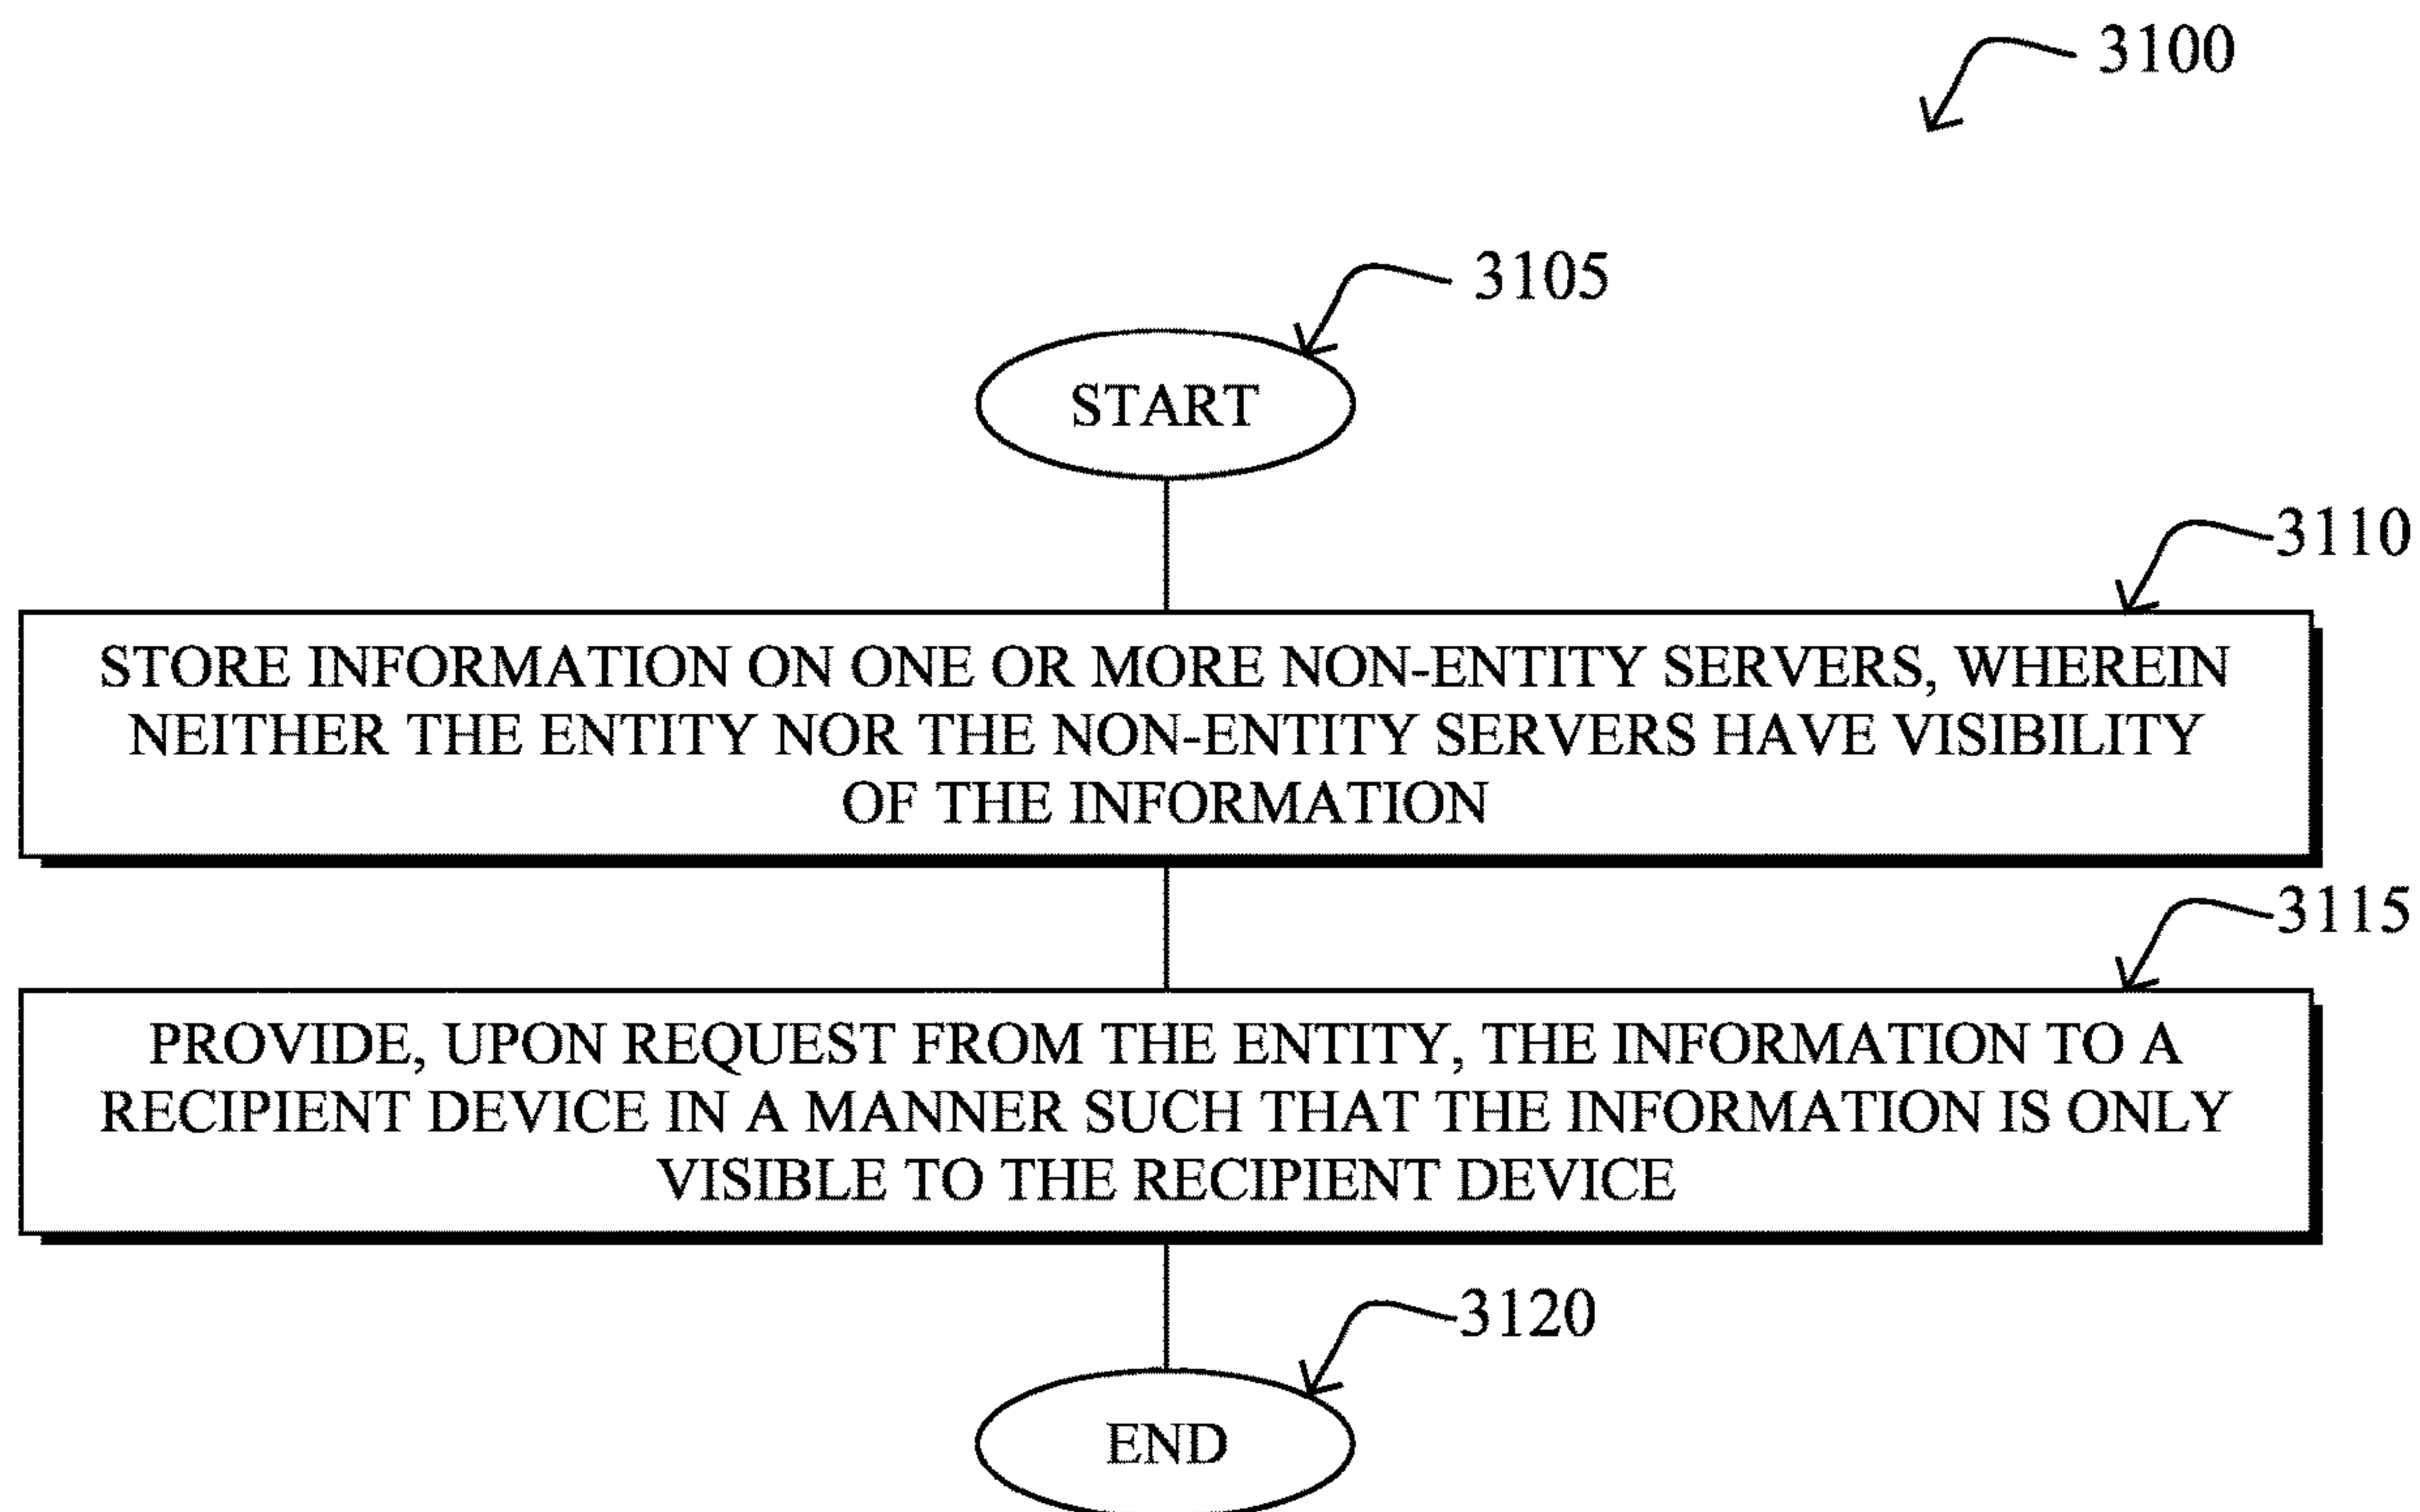 3100
3105
START
3110
STORE INFORMATION ON ONE OR MORE NON-ENTITY SERVERS, WHEREIN
NEITHER THE ENTITY NOR THE NON-ENTITY SERVERS HAVE VISIBILITY
OF THE INFORMATION
3115
PROVIDE, UPON REQUEST FROM THE ENTITY, THE INFORMATION TO A
RECIPIENT DEVICE IN A MANNER SUCH THAT THE INFORMATION IS ONLY
VISIBLE TO THE RECIPIENT DEVICE
3120
END